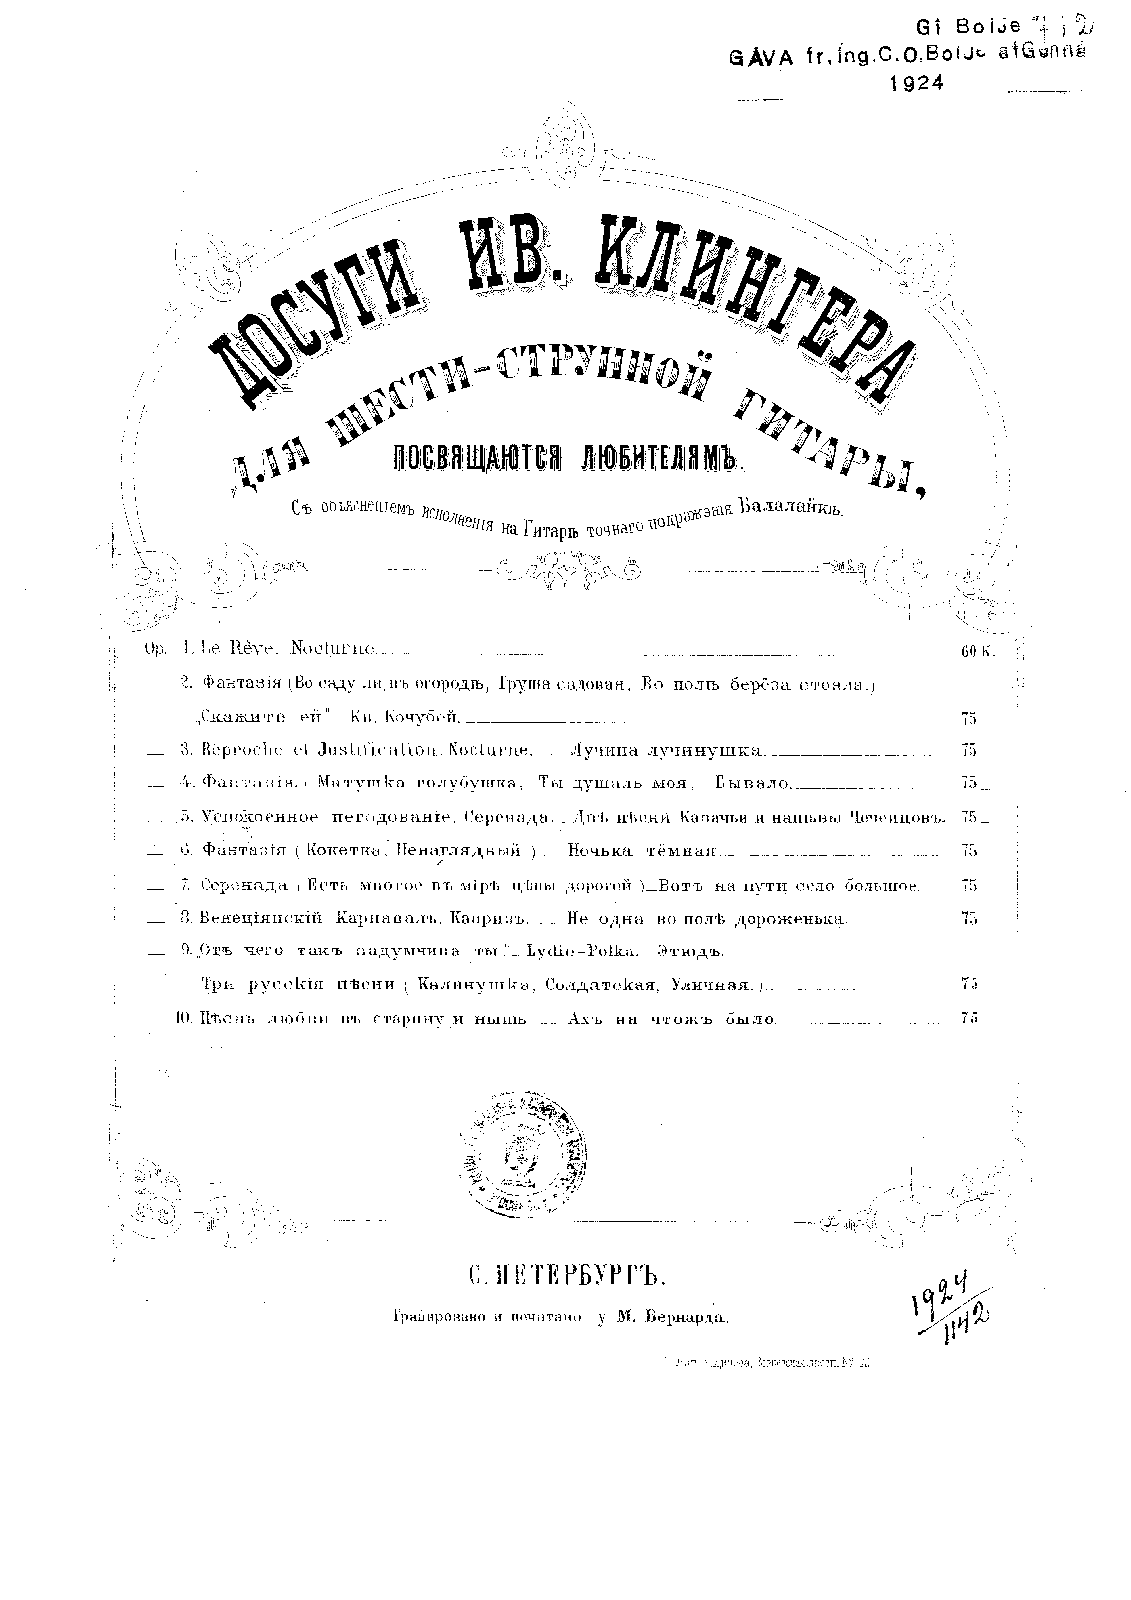 Gi Boije 712
GÅVA fr. ing. C.O. Boije af Gennäs
1924
ДОСУГИ ИВ. КЛИНГЕРА
ДЛЯ ШЕСТИ-СТРУННОЙ ГИТАРЫ,
ПОСВЯЩАЮТСЯ ЛЮБИТЕЛЯМЪ.
Съ объясненіемъ исполненія на Гитарѣ точнаго подражанія Балалайкѣ.
Op. 1. Le Rêve. Nocturne. 60 К.
2. Фантазія (Во саду ли, въ огородѣ, Груша садовая, Во полѣ берёза стояла.)
„Скажите ей" Кн. Кочубей. 75
— 3. Reproche et Justification. Nocturne. Лучина лучинушка. 75
— 4. Фантазія. (Матушка голубушка, Ты душаль моя, Бывало. 75
5. Успокоенное негодованіе. Серенада. Двѣ пѣсни Казачьи и напѣвы Чеченцовъ. 75
— 6. Фантазія (Кокетка, Ненаглядный). Ночька тёмная. 75
— 7. Серенада (Есть многое въ мірѣ цѣны дорогой)—Вотъ на пути село большое. 75
— 8. Венеціянскій Карнавалъ. Капризъ. Не одна во полѣ дороженька. 75
— 9. „Отъ чего такъ задумчива ты?"— Lydie-Polka. Этюдъ.
Три русскія пѣсни (Калинушка, Солдатская, Уличная.) 75
10. Пѣснь любви въ старину и нынѣ — Ахъ на чтожъ было. 75
С. ПЕТЕРБУРГЪ.
Гравировано и печатано у М. Бернарда.
1924
1142